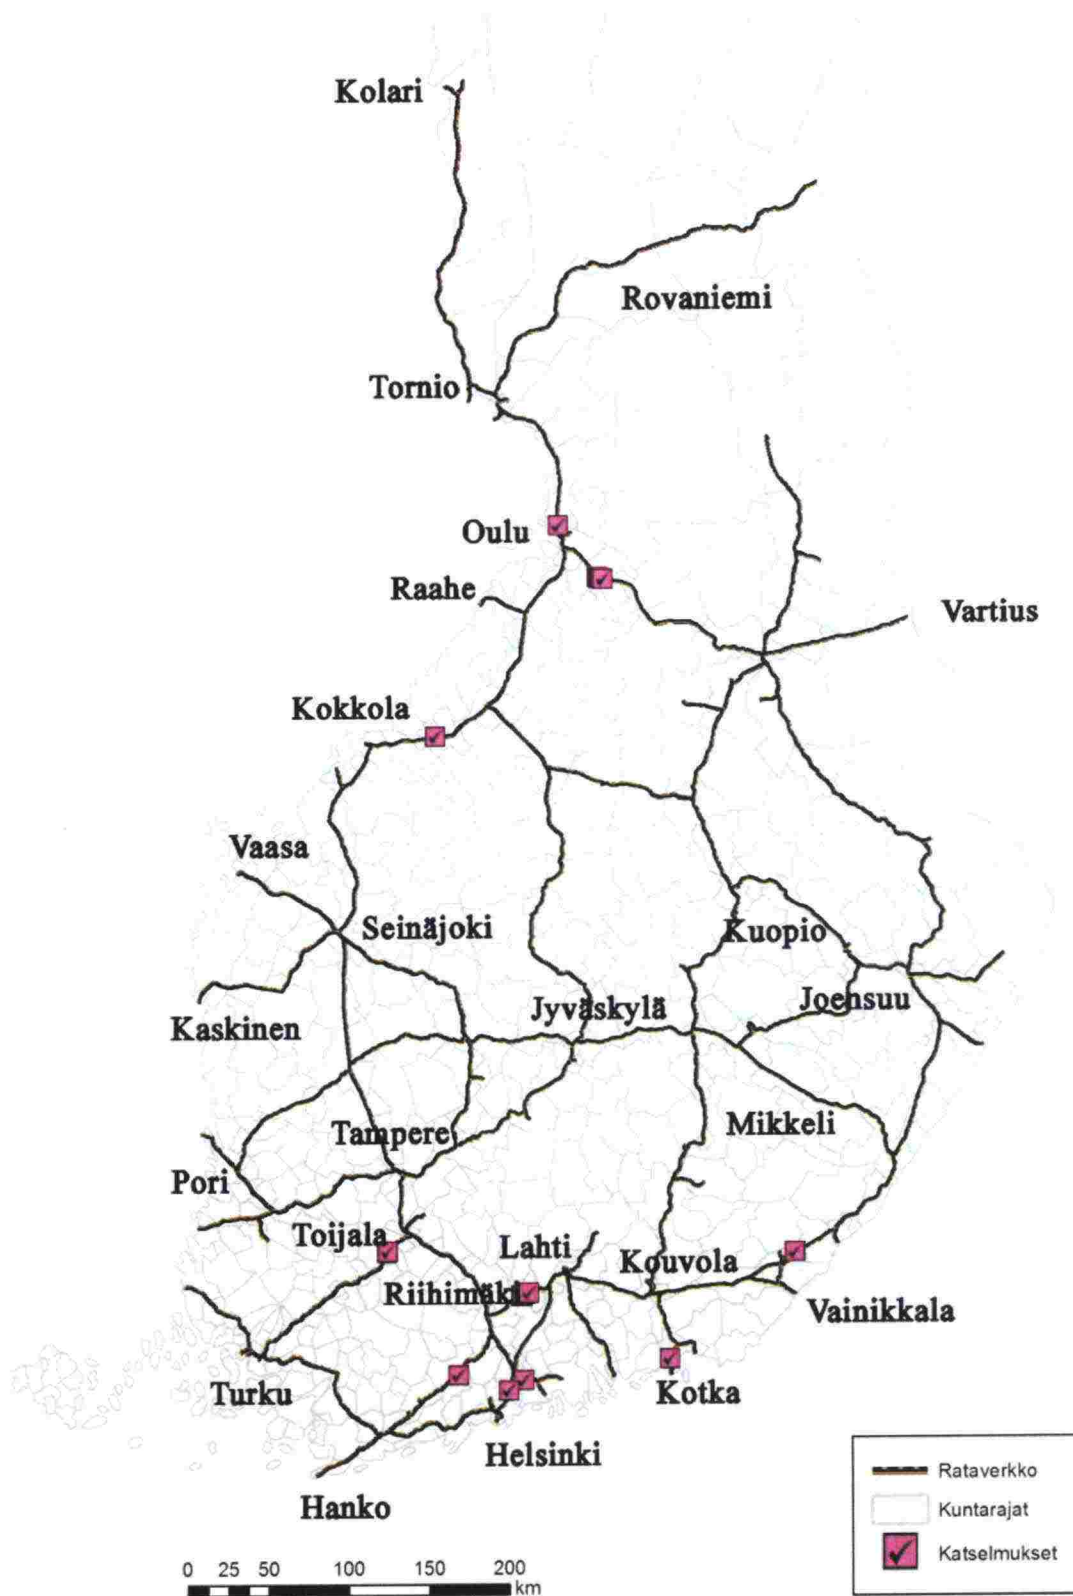 Kolari
Rovaniemi
Tornio
Oulu
Raahe
Vartius
Kokkola
Vaasa
Seinäjoki
Kuopio
Joensuu
Jyväskylä
Kaskinen
Mikkeli
Tampere
Pori
Toijala
Lahti
Kouvola
Riihimäki
Vainikkala
Turku
Kotka
Helsinki
Hanko
Rataverkko
Kuntarajat
Katselmukset
0 25 50 100 150 200
km